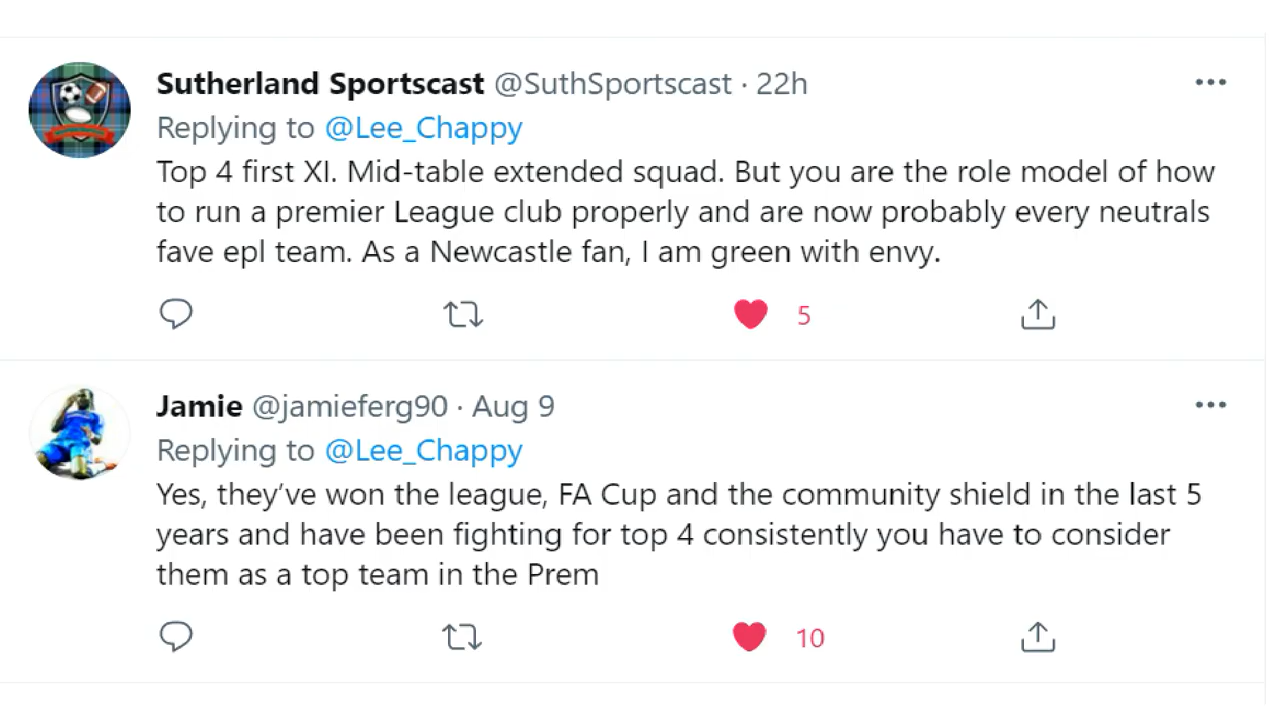 Sutherland Sportscast @SuthSportscast · 22h
Replying to @Lee_Chappy
Top 4 first XI. Mid-table extended squad. But you are the role model of how
to run a premier League club properly and are now probably every neutrals
fave epl team. As a Newcastle fan, I am green with envy.
5
Jamie @jamieferg90 · Aug 9
Replying to @Lee_Chappy
Yes, they’ve won the league, FA Cup and the community shield in the last 5
years and have been fighting for top 4 consistently you have to consider
them as a top team in the Prem
10